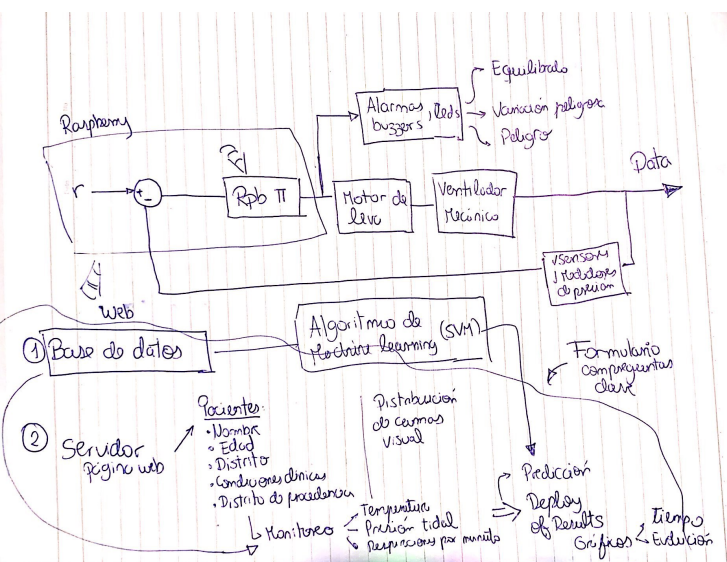 Equilibrado
Alarmas, leds
buzzers,
Variación peligrosa
Peligro
Raspberry
Data
r
+
-
Rpb π
Motor de
leva
Ventilador
Mecánico
sensors
Medidores
de presion
Web
1 Base de datos
Algoritmo de
Machine learning (SVM)
Formulario
con preguntas
clave
2 Servidor
página web
Pacientes:
• Nombre
• Edad
• Distrito
• Condiciones clínicas
• Distrito de procedencia
Distribución
de camas
visual
Monitoreo
Temperatura
Presión tidal
Respiraciones por minuto
Predicción
Deploy
of Results
Gráficos
Tiempo
Evolución